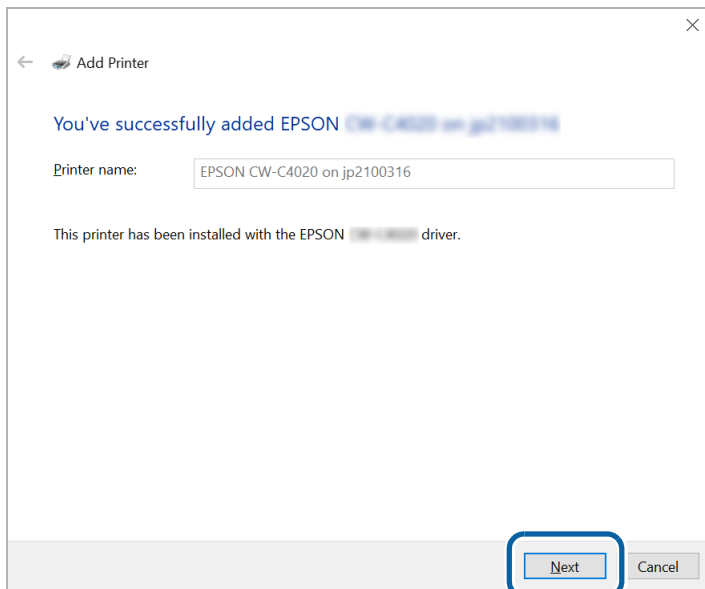 Add Printer
You've successfully added EPSON
Printer name: EPSON CW-C4020 on jp2100316
This printer has been installed with the EPSON driver.
Next Cancel